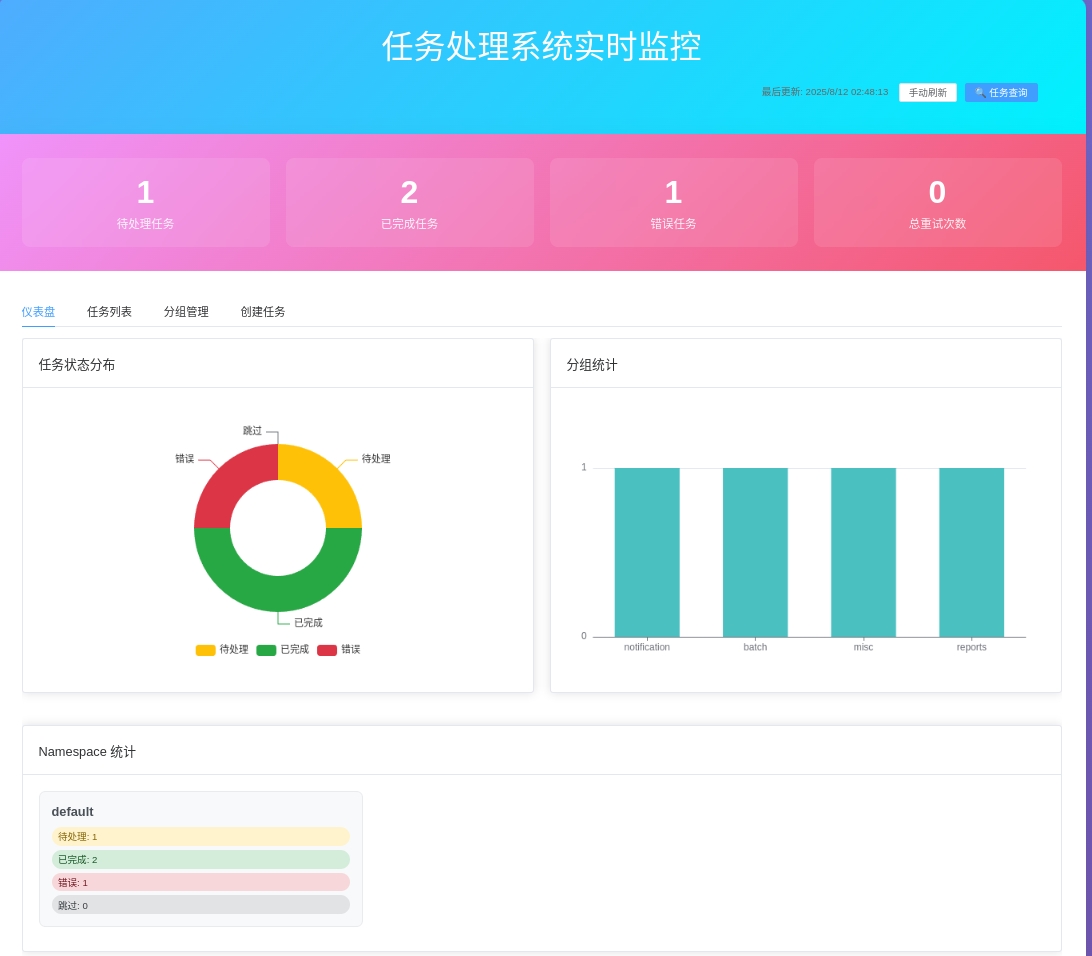 任务处理系统实时监控
最后更新: 2025/8/12 02:48:13
手动刷新
🔍 任务查询
1
待处理任务
2
已完成任务
1
错误任务
0
总重试次数
仪表盘
任务列表
分组管理
创建任务
任务状态分布
跳过
错误
待处理
已完成
待处理
已完成
错误
分组统计
1
0
notification
batch
misc
reports
Namespace 统计
default
待处理: 1
已完成: 2
错误: 1
跳过: 0